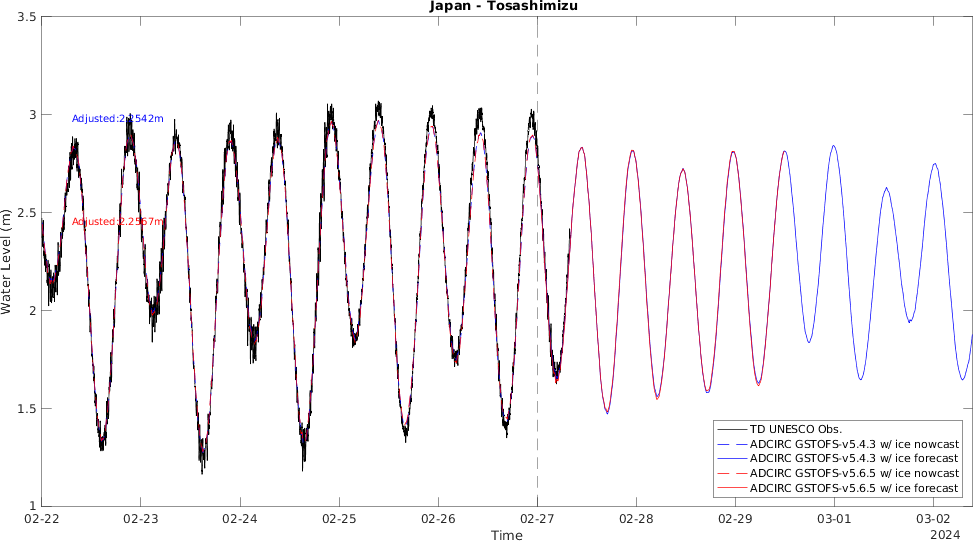 Japan - Tosashimizu
3.5
3
2.5
2
1.5
1
Water Level (m)
Adjusted:2.2542m
Adjusted:2.2567m
TD UNESCO Obs.
ADCIRC GSTOFS-v5.4.3 w/ ice nowcast
ADCIRC GSTOFS-v5.4.3 w/ ice forecast
ADCIRC GSTOFS-v5.6.5 w/ ice nowcast
ADCIRC GSTOFS-v5.6.5 w/ ice forecast
02-22 02-23 02-24 02-25 02-26 02-27 02-28 02-29 03-01 03-02
Time
2024